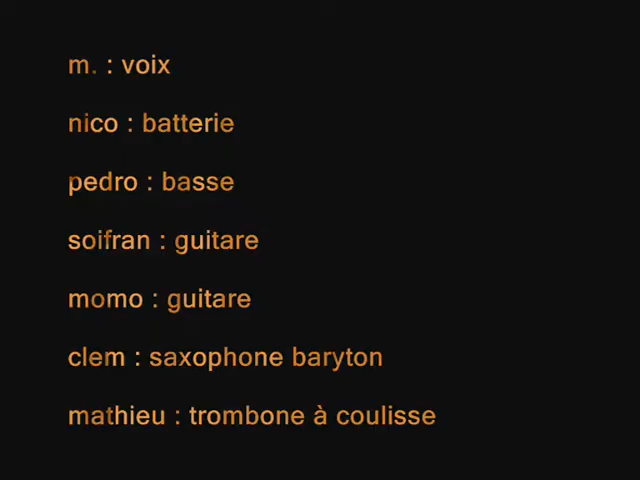 m. : voix
nico : batterie
pedro : basse
soifran : guitare
momo : guitare
clem : saxophone baryton
mathieu : trombone à coulisse